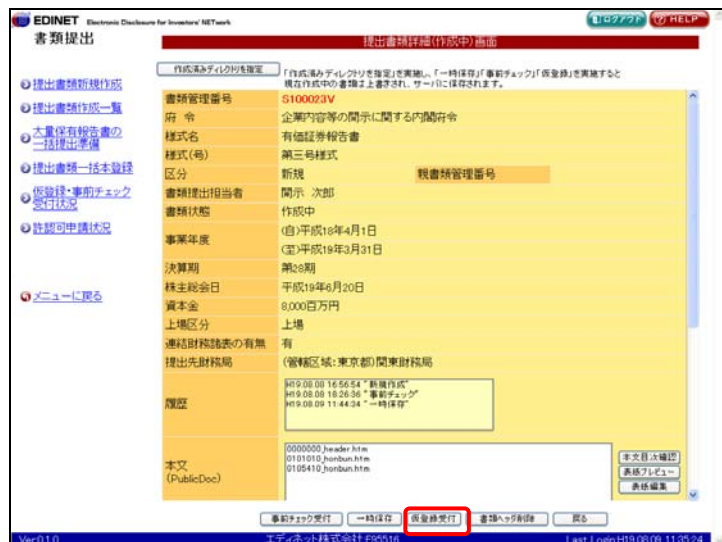 EDINET Electronic Disclosure for Investors' NETwork
ログアウト
HELP
書類提出
提出書類詳細(作成中)画面
作成済みディレクトリを指定
「作成済みディレクトリを指定」を実施し、「一時保存」「事前チェック」「仮登録」を実施すると
現在作成中の書類は上書きされ、サーバに保存されます。
提出書類新規作成
提出書類作成一覧
大量保有報告書の
一括提出準備
提出書類一括本登録
仮登録・事前チェック
受付状況
許認可申請状況
メニューに戻る
書類管理番号 S100023V
府 令 企業内容等の開示に関する内閣府令
様式名 有価証券報告書
様式(号) 第三号様式
区分 新規 親書類管理番号
書類提出担当者 開示 次郎
書類状態 作成中
事業年度 (自)平成18年4月1日
(至)平成19年3月31日
決算期 第28期
株主総会日 平成19年6月20日
資本金 8,000百万円
上場区分 上場
連結財務諸表の有無 有
提出先財務局 (管轄区域:東京都)関東財務局
履歴
H19.08.08 16:56:54 "新規作成"
H19.08.08 18:26:36 "事前チェック"
H19.08.09 11:44:34 "一時保存"
本文
(PublicDoc)
0000000_header.htm
0101010_honbun.htm
0105410_honbun.htm
本文目次確認
表紙プレビュー
表紙編集
事前チェック受付 一時保存 仮登録受付 書類ヘッダ削除 戻る
Ver.0.1.0 エディネット株式会社:E95516 Last Login:H19.08.09 11:35:24